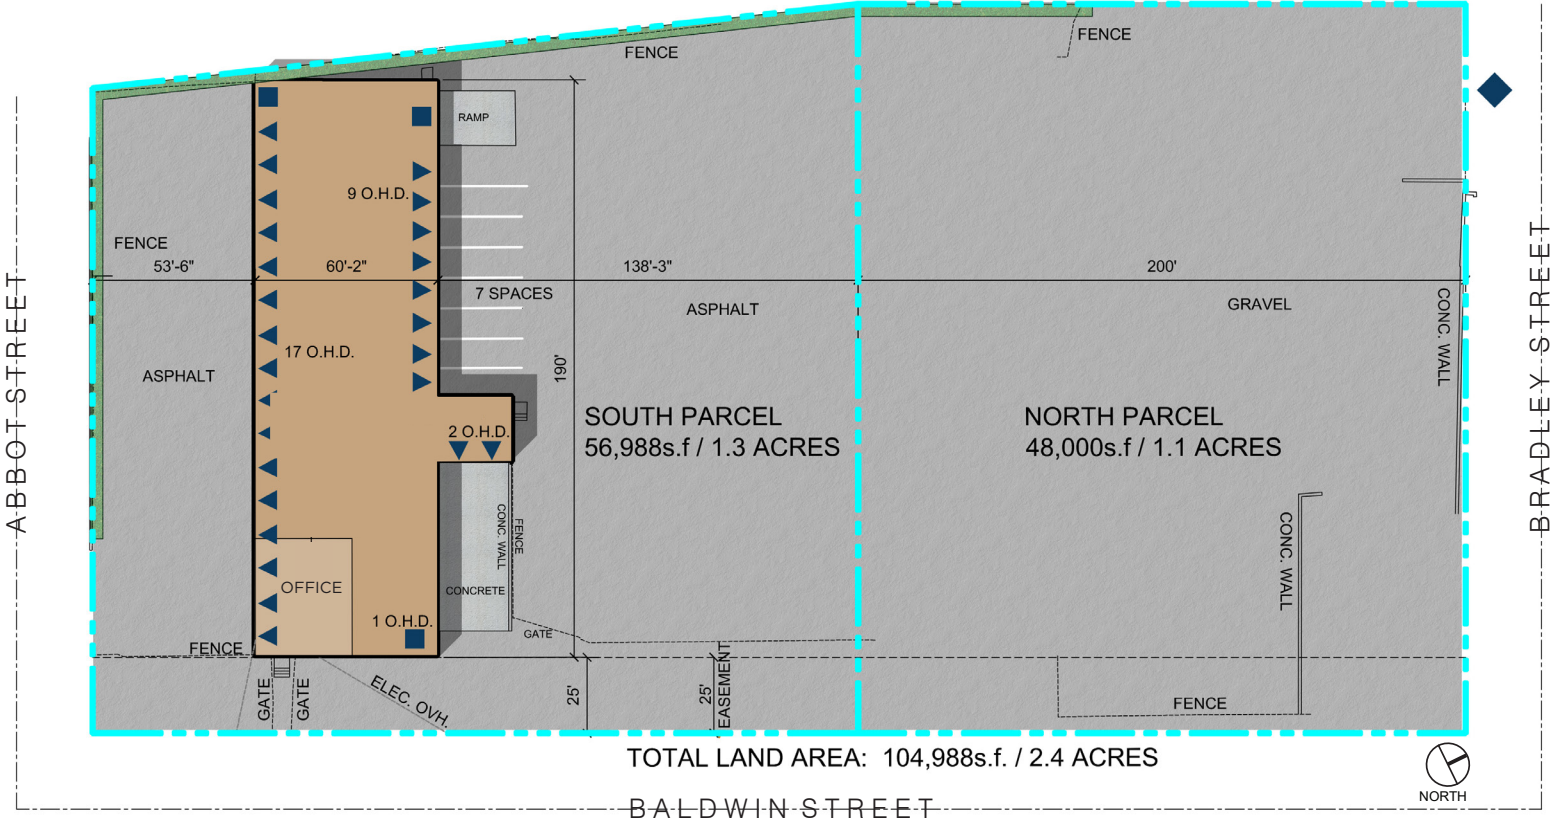 FENCE
FENCE
RAMP
9 O.H.D.
FENCE
53'-6"
60'-2"
138'-3"
200'
7 SPACES
ASPHALT
GRAVEL
CONC. WALL
17 O.H.D.
190'
ASPHALT
SOUTH PARCEL
56,988s.f / 1.3 ACRES
NORTH PARCEL
48,000s.f / 1.1 ACRES
2 O.H.D.
ABBOT STREET
BRADLEY STREET
CONC. WALL
FENCE
CONC. WALL
OFFICE
CONCRETE
1 O.H.D.
GATE
FENCE
GATE
GATE
ELEC. OVH.
25'
25'
EASEMENT
FENCE
TOTAL LAND AREA: 104,988s.f. / 2.4 ACRES
NORTH
BALDWIN STREET